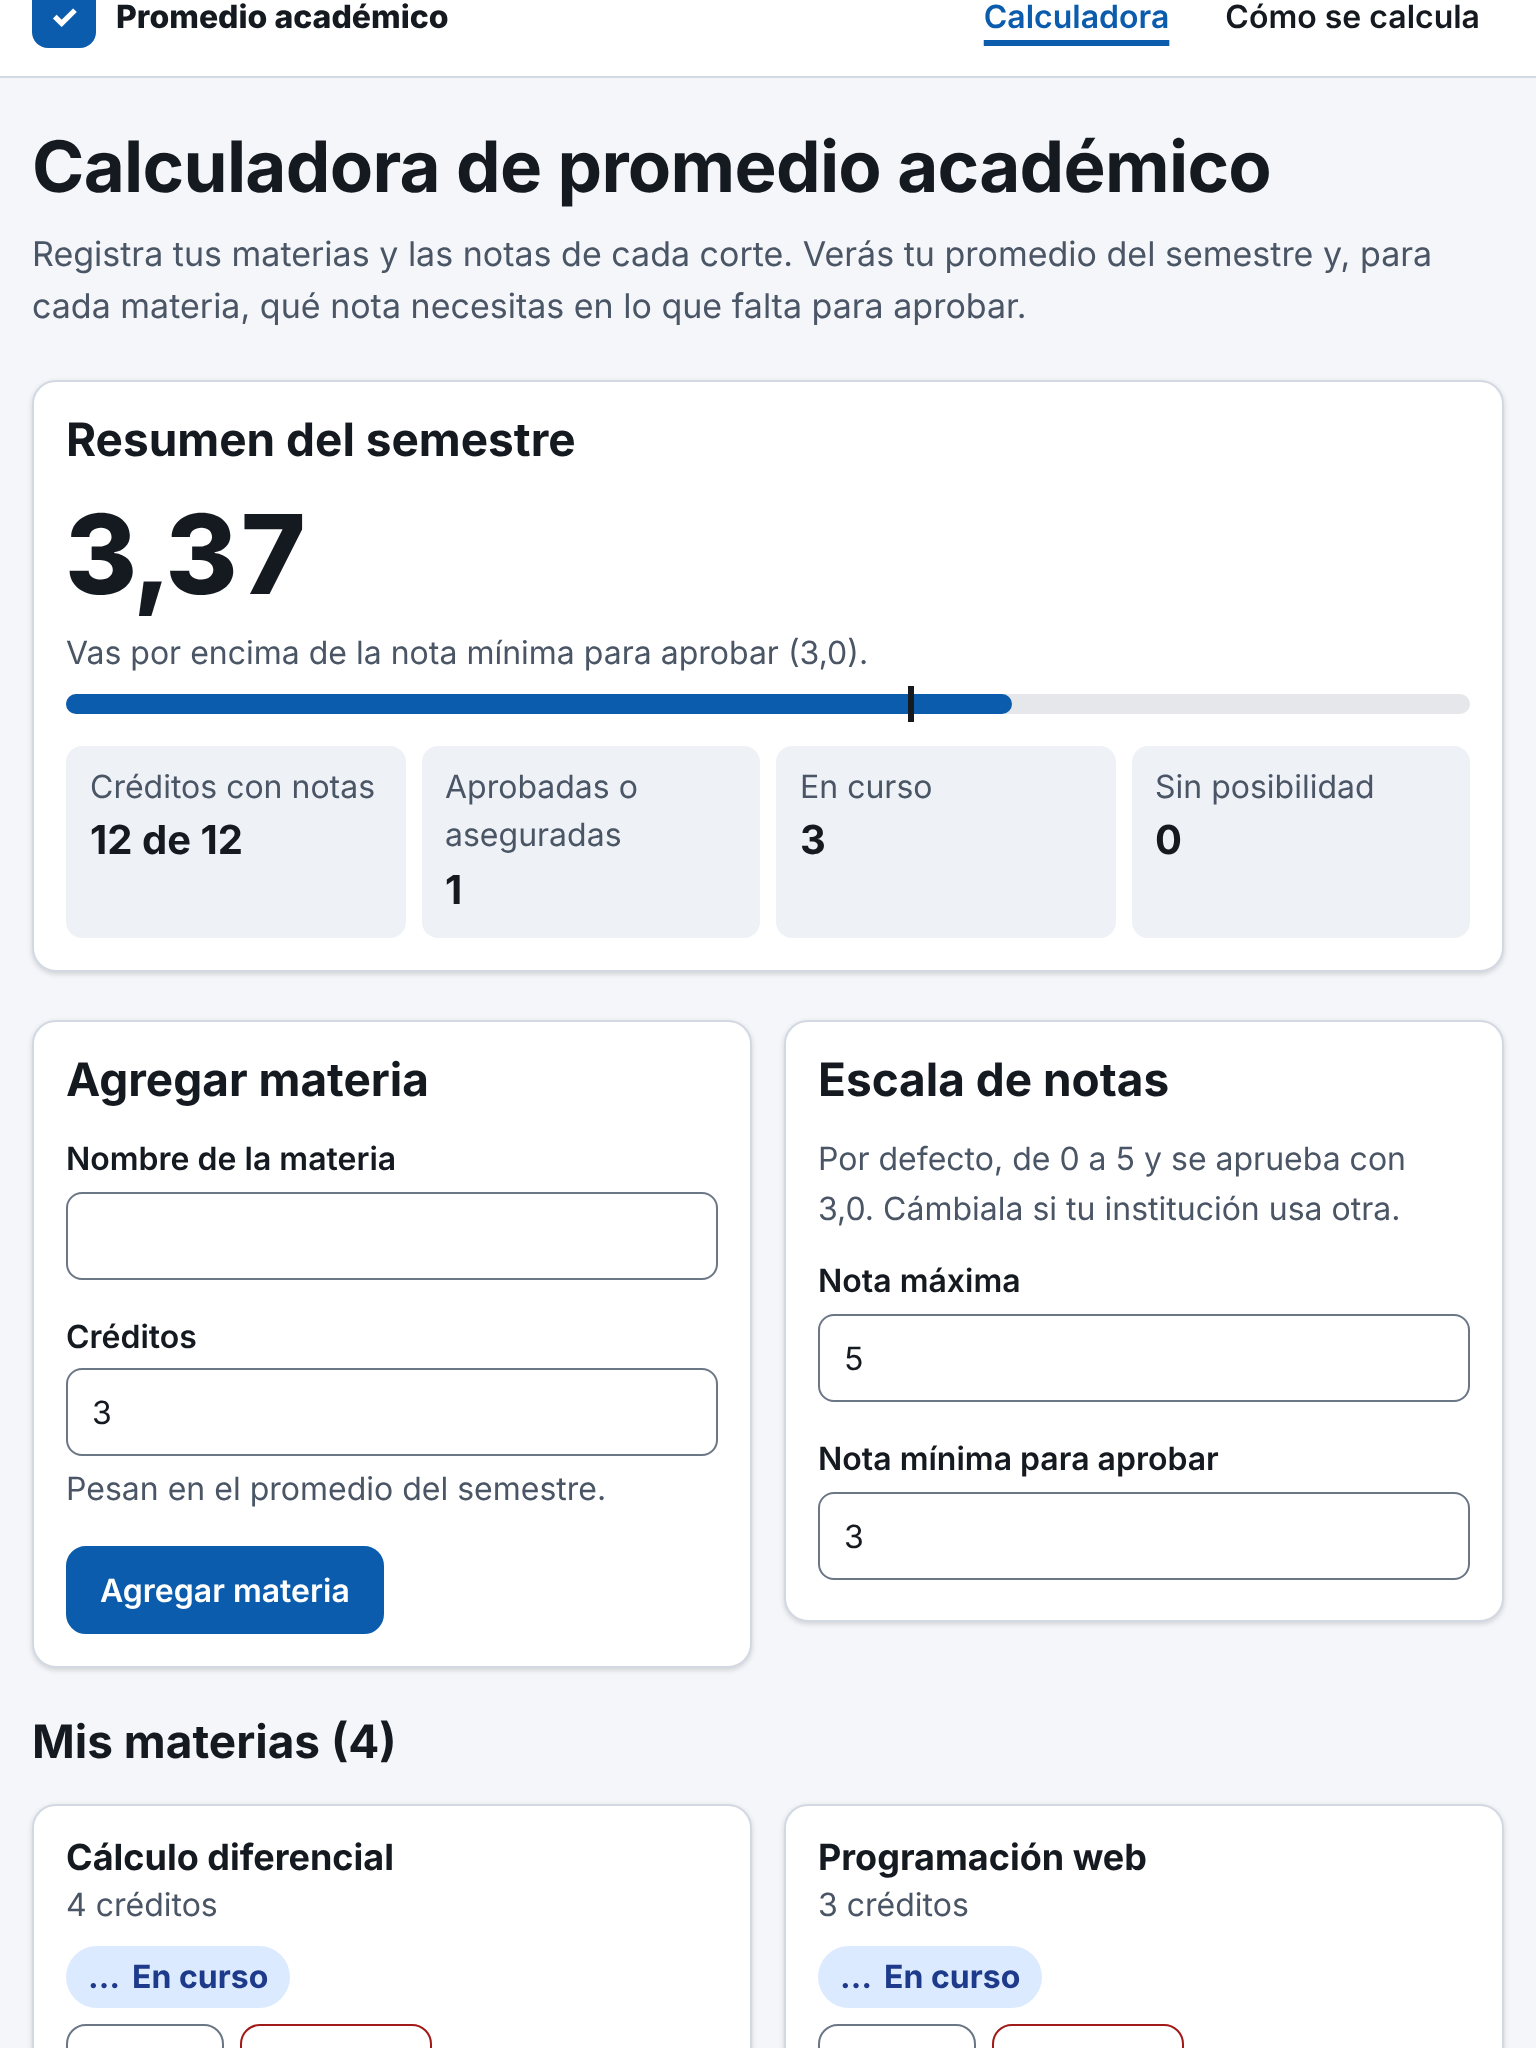 Promedio académico
Calculadora
Cómo se calcula
Calculadora de promedio académico
Registra tus materias y las notas de cada corte. Verás tu promedio del semestre y, para
cada materia, qué nota necesitas en lo que falta para aprobar.
Resumen del semestre
3,37
Vas por encima de la nota mínima para aprobar (3,0).
Créditos con notas
12 de 12
Aprobadas o
aseguradas
1
En curso
3
Sin posibilidad
0
Agregar materia
Nombre de la materia
Créditos
3
Pesan en el promedio del semestre.
Agregar materia
Escala de notas
Por defecto, de 0 a 5 y se aprueba con
3,0. Cámbiala si tu institución usa otra.
Nota máxima
5
Nota mínima para aprobar
3
Mis materias (4)
Cálculo diferencial
4 créditos
… En curso
Programación web
3 créditos
… En curso